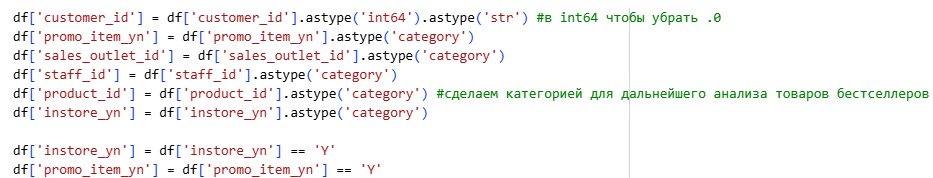 df['customer_id'] = df['customer_id'].astype('int64').astype('str') #в int64 чтобы убрать .0
df['promo_item_yn'] = df['promo_item_yn'].astype('category')
df['sales_outlet_id'] = df['sales_outlet_id'].astype('category')
df['staff_id'] = df['staff_id'].astype('category')
df['product_id'] = df['product_id'].astype('category') #сделаем категорией для дальнейшего анализа товаров бестселлеров
df['instore_yn'] = df['instore_yn'].astype('category')
df['instore_yn'] = df['instore_yn'] == 'Y'
df['promo_item_yn'] = df['promo_item_yn'] == 'Y'